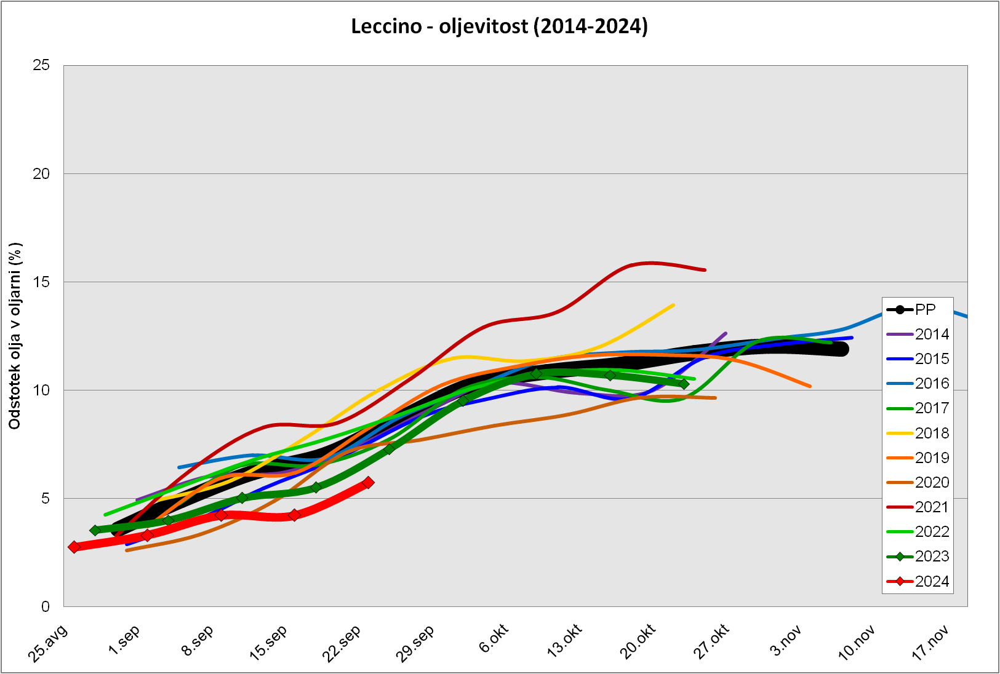 Leccino - oljevitost (2014-2024)
Odstotek olja v oljarni (%)
25
20
15
10
5
0
25.avg
1.sep
8.sep
15.sep
22.sep
29.sep
6.okt
13.okt
20.okt
27.okt
3.nov
10.nov
17.nov
PP
2014
2015
2016
2017
2018
2019
2020
2021
2022
2023
2024